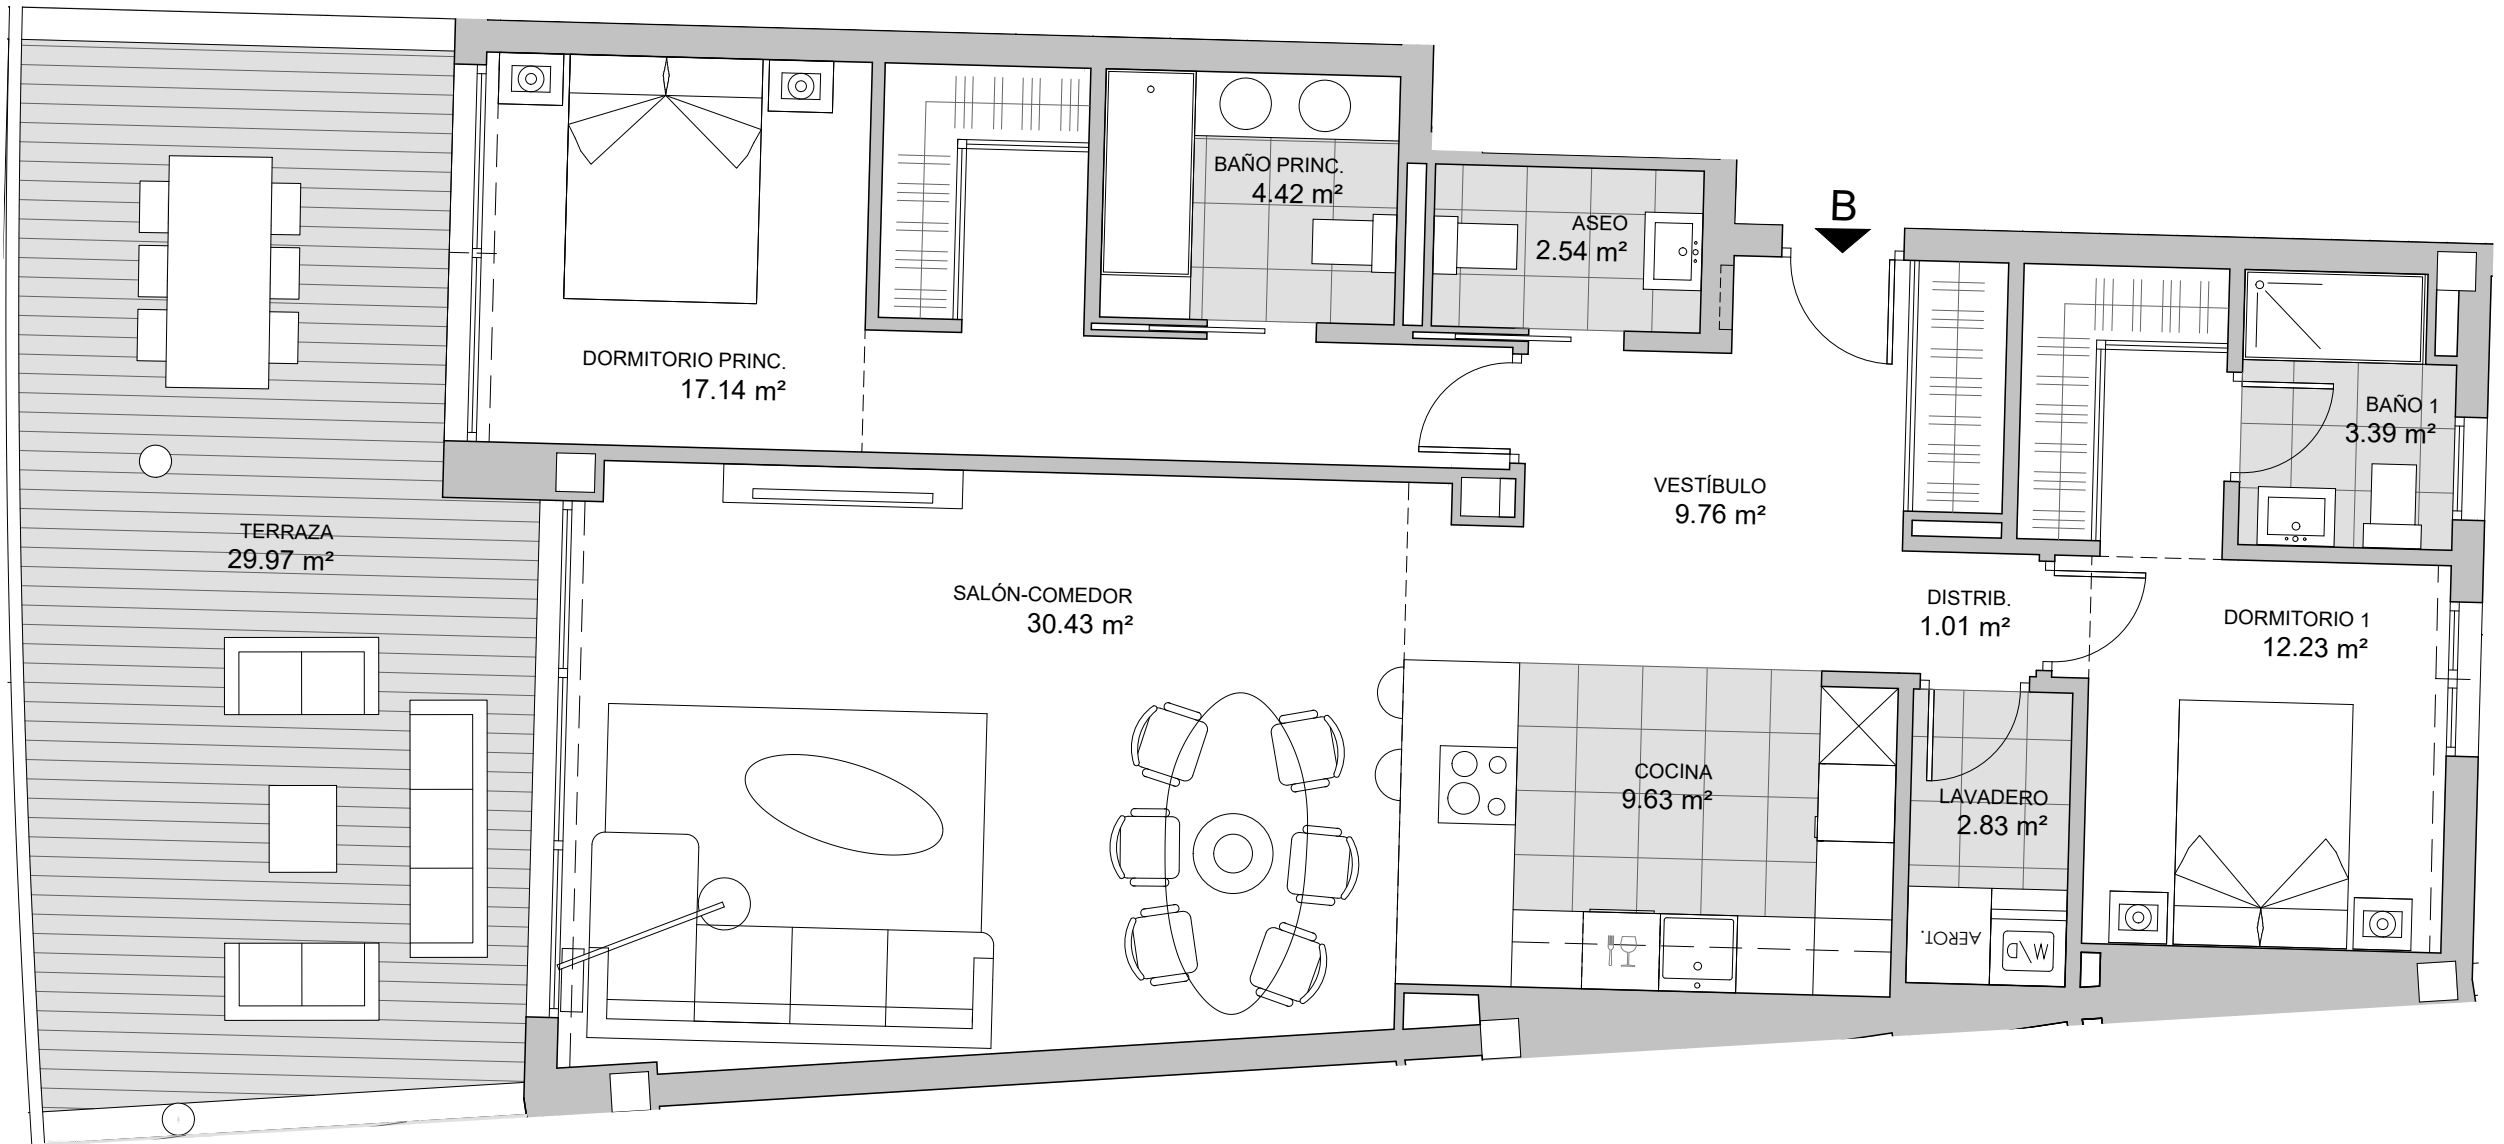 B
BAÑO PRINC.
4.42 m²
ASEO
2.54 m²
DORMITORIO PRINC.
17.14 m²
BAÑO 1
3.39 m²
VESTÍBULO
9.76 m²
TERRAZA
29.97 m²
SALÓN-COMEDOR
30.43 m²
DISTRIB.
1.01 m²
DORMITORIO 1
12.23 m²
COCINA
9.63 m²
LAVADERO
2.83 m²
AEROT.
W/D